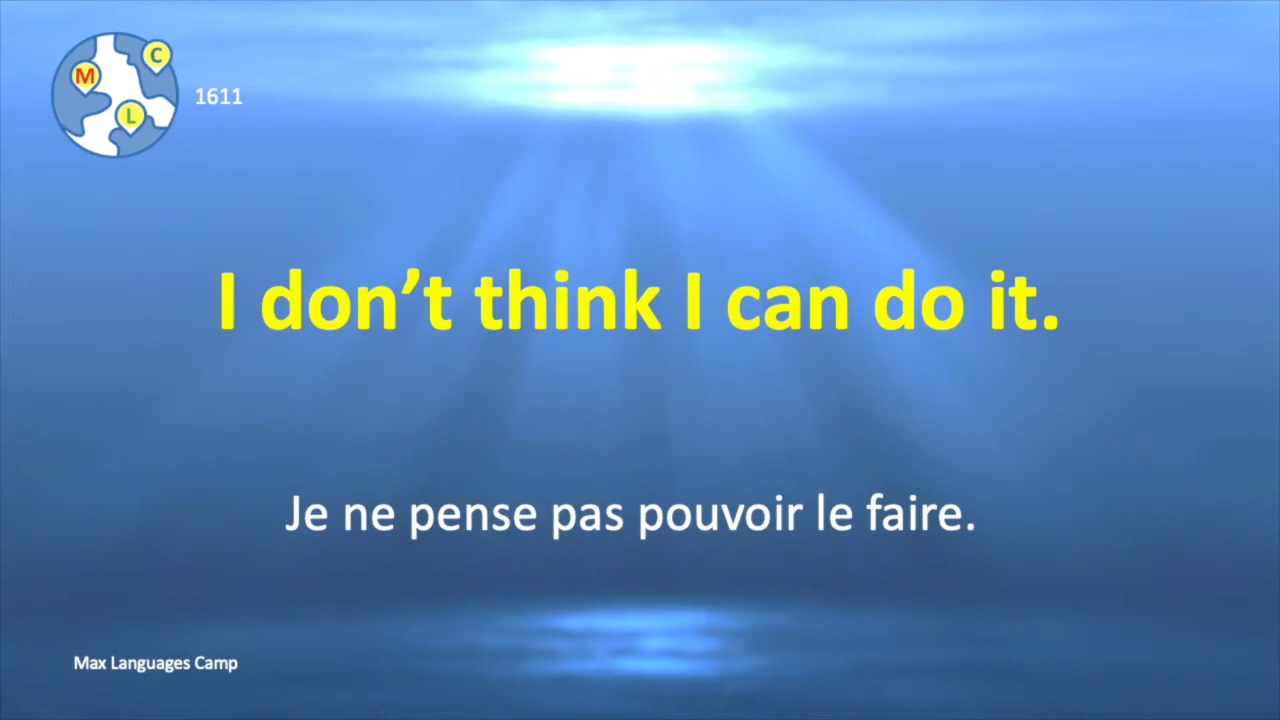 C
M
L
1611
I don’t think I can do it.
Je ne pense pas pouvoir le faire.
Max Languages Camp